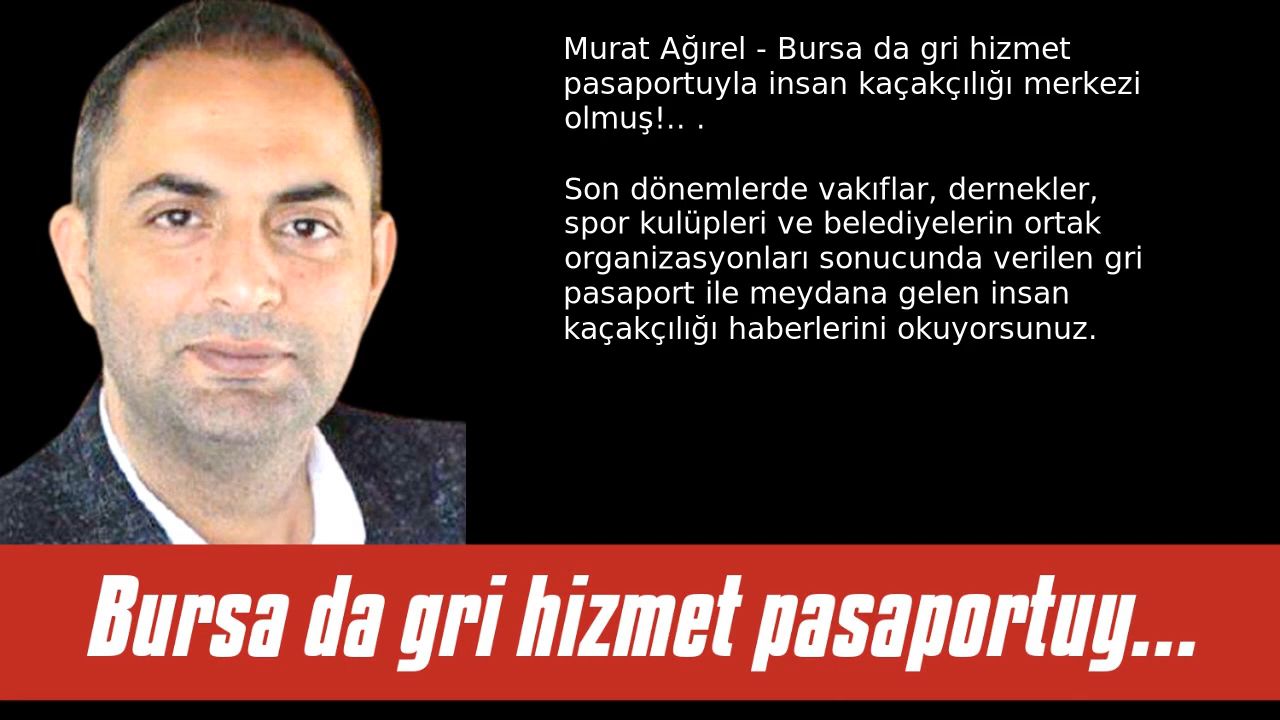 Murat Ağırel - Bursa da gri hizmet
pasaportuyla insan kaçakçılığı merkezi
olmuş!.. .
Son dönemlerde vakıflar, dernekler,
spor kulüpleri ve belediyelerin ortak
organizasyonları sonucunda verilen gri
pasaport ile meydana gelen insan
kaçakçılığı haberlerini okuyorsunuz.
Bursa da gri hizmet pasaportuy...